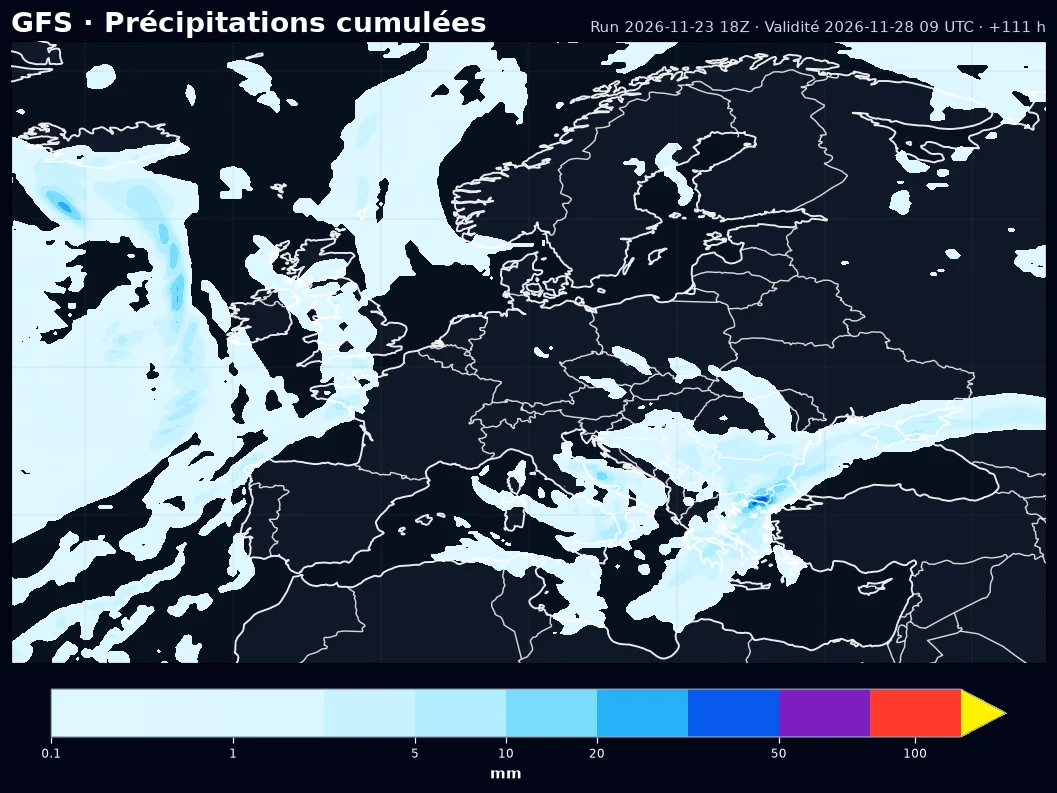 GFS · Précipitations cumulées
Run 2026-11-23 18Z · Validité 2026-11-28 09 UTC · +111 h
0.1 1 5 10 20 50 100
mm